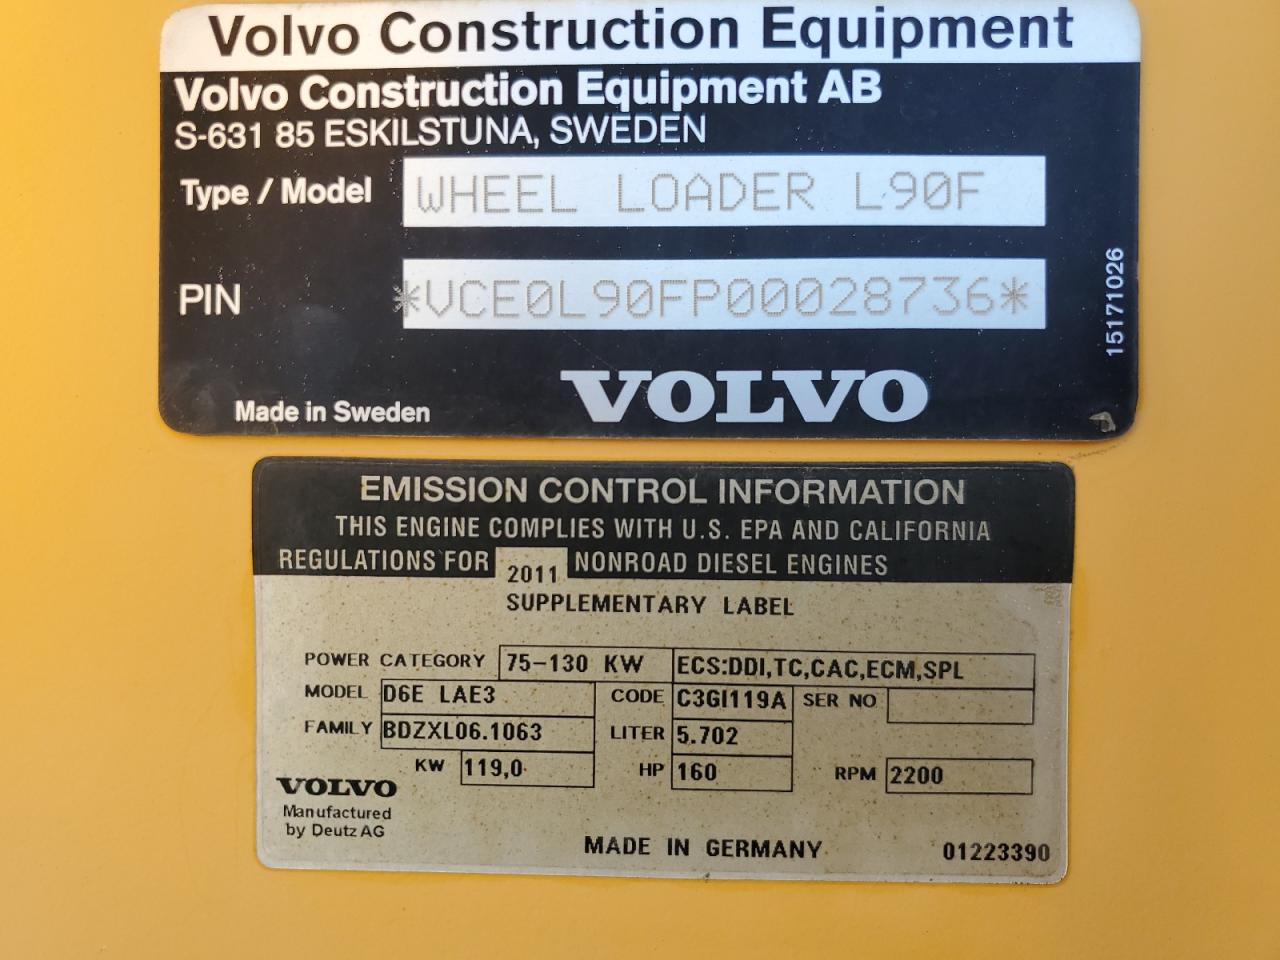 Volvo Construction Equipment
Volvo Construction Equipment AB
S-631 85 ESKILSTUNA, SWEDEN
Type / Model WHEEL LOADER L90F
PIN *VCE0L90FP00028736*
15171026
Made in Sweden VOLVO
EMISSION CONTROL INFORMATION
THIS ENGINE COMPLIES WITH U.S. EPA AND CALIFORNIA
REGULATIONS FOR 2011 NONROAD DIESEL ENGINES
SUPPLEMENTARY LABEL
POWER CATEGORY 75-130 KW ECS:DDI,TC,CAC,ECM,SPL
MODEL D6E LAE3 CODE C3GI119A SER NO
FAMILY BDZXL06.1063 LITER 5.702
KW 119,0 HP 160 RPM 2200
VOLVO
Manufactured
by Deutz AG
MADE IN GERMANY 01223390